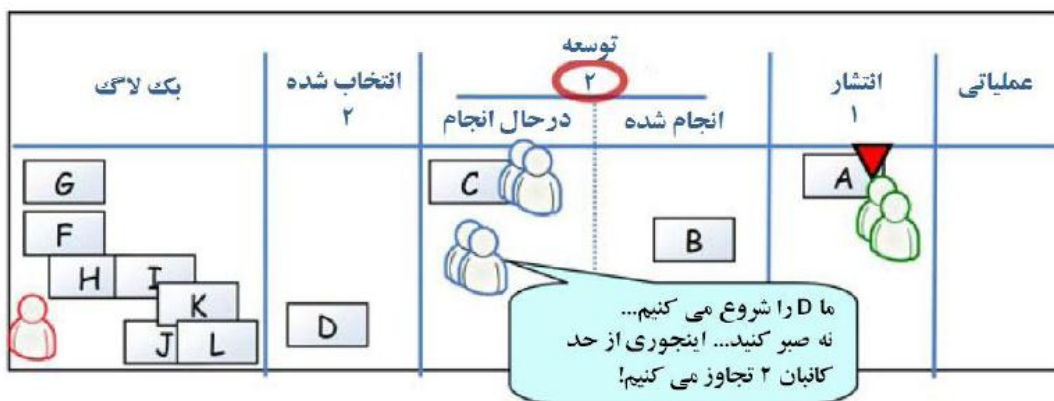 بک لاگ
انتخاب شده
۲
توسعه
۲
درحال انجام
انجام شده
انتشار
۱
عملیاتی
G
F
H
I
K
J
L
D
C
B
A
ما D را شروع می کنیم...
نه صبر کنید... اینجوری از حد
کانبان ۲ تجاوز می کنیم!